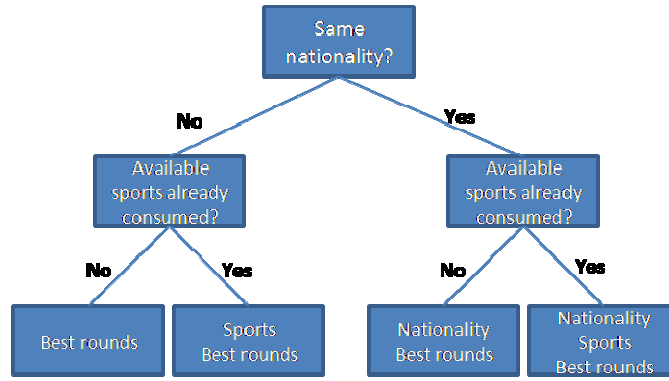 Same
nationality?
No
Yes
Available
sports already
consumed?
Available
sports already
consumed?
No
Yes
No
Yes
Best rounds
Sports
Best rounds
Nationality
Best rounds
Nationality
Sports
Best rounds